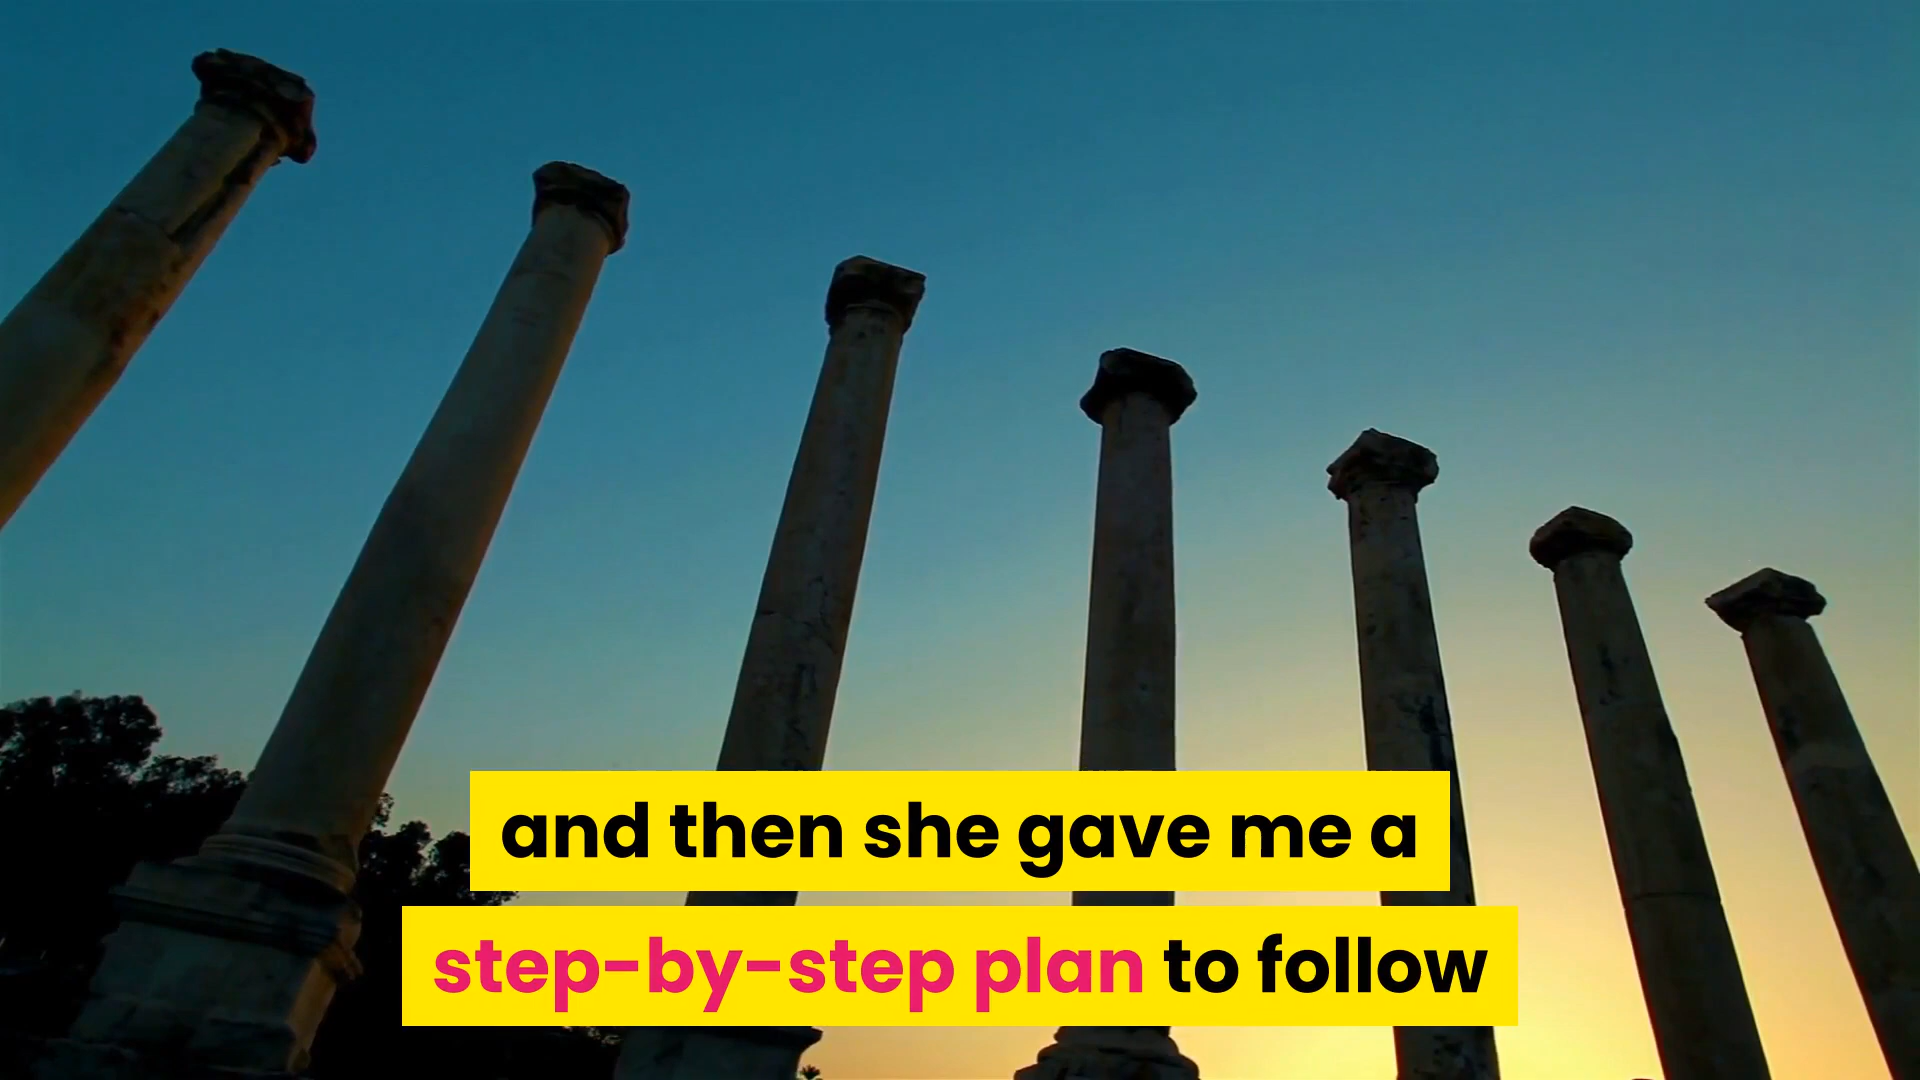 and then she gave me a
step-by-step plan to follow